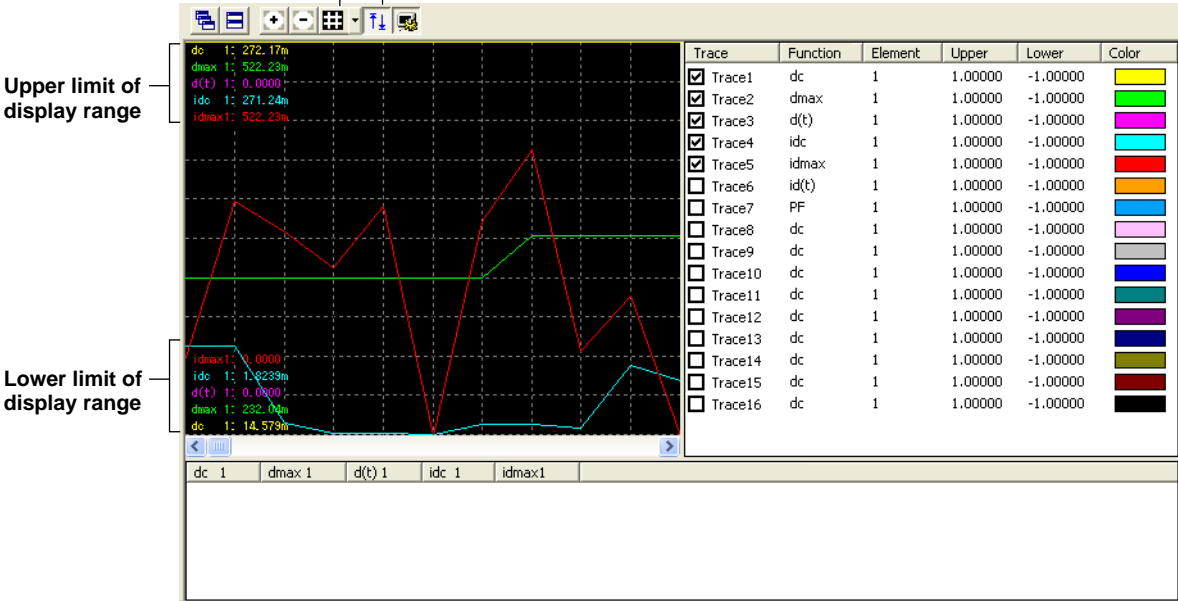 Upper limit of
display range
dc 1: 272.17m
dmax 1: 522.23m
d(t) 1: 0.0000
idc 1: 271.24m
idmax1: 522.23m
idmax1: 0.0000
idc 1: 1.8239m
d(t) 1: 0.0000
dmax 1: 232.04m
dc 1: 14.579m
Lower limit of
display range
Trace Function Element Upper Lower Color
Trace1 dc 1 1.00000 -1.00000
Trace2 dmax 1 1.00000 -1.00000
Trace3 d(t) 1 1.00000 -1.00000
Trace4 idc 1 1.00000 -1.00000
Trace5 idmax 1 1.00000 -1.00000
Trace6 id(t) 1 1.00000 -1.00000
Trace7 PF 1 1.00000 -1.00000
Trace8 dc 1 1.00000 -1.00000
Trace9 dc 1 1.00000 -1.00000
Trace10 dc 1 1.00000 -1.00000
Trace11 dc 1 1.00000 -1.00000
Trace12 dc 1 1.00000 -1.00000
Trace13 dc 1 1.00000 -1.00000
Trace14 dc 1 1.00000 -1.00000
Trace15 dc 1 1.00000 -1.00000
Trace16 dc 1 1.00000 -1.00000
dc 1 dmax 1 d(t) 1 idc 1 idmax1